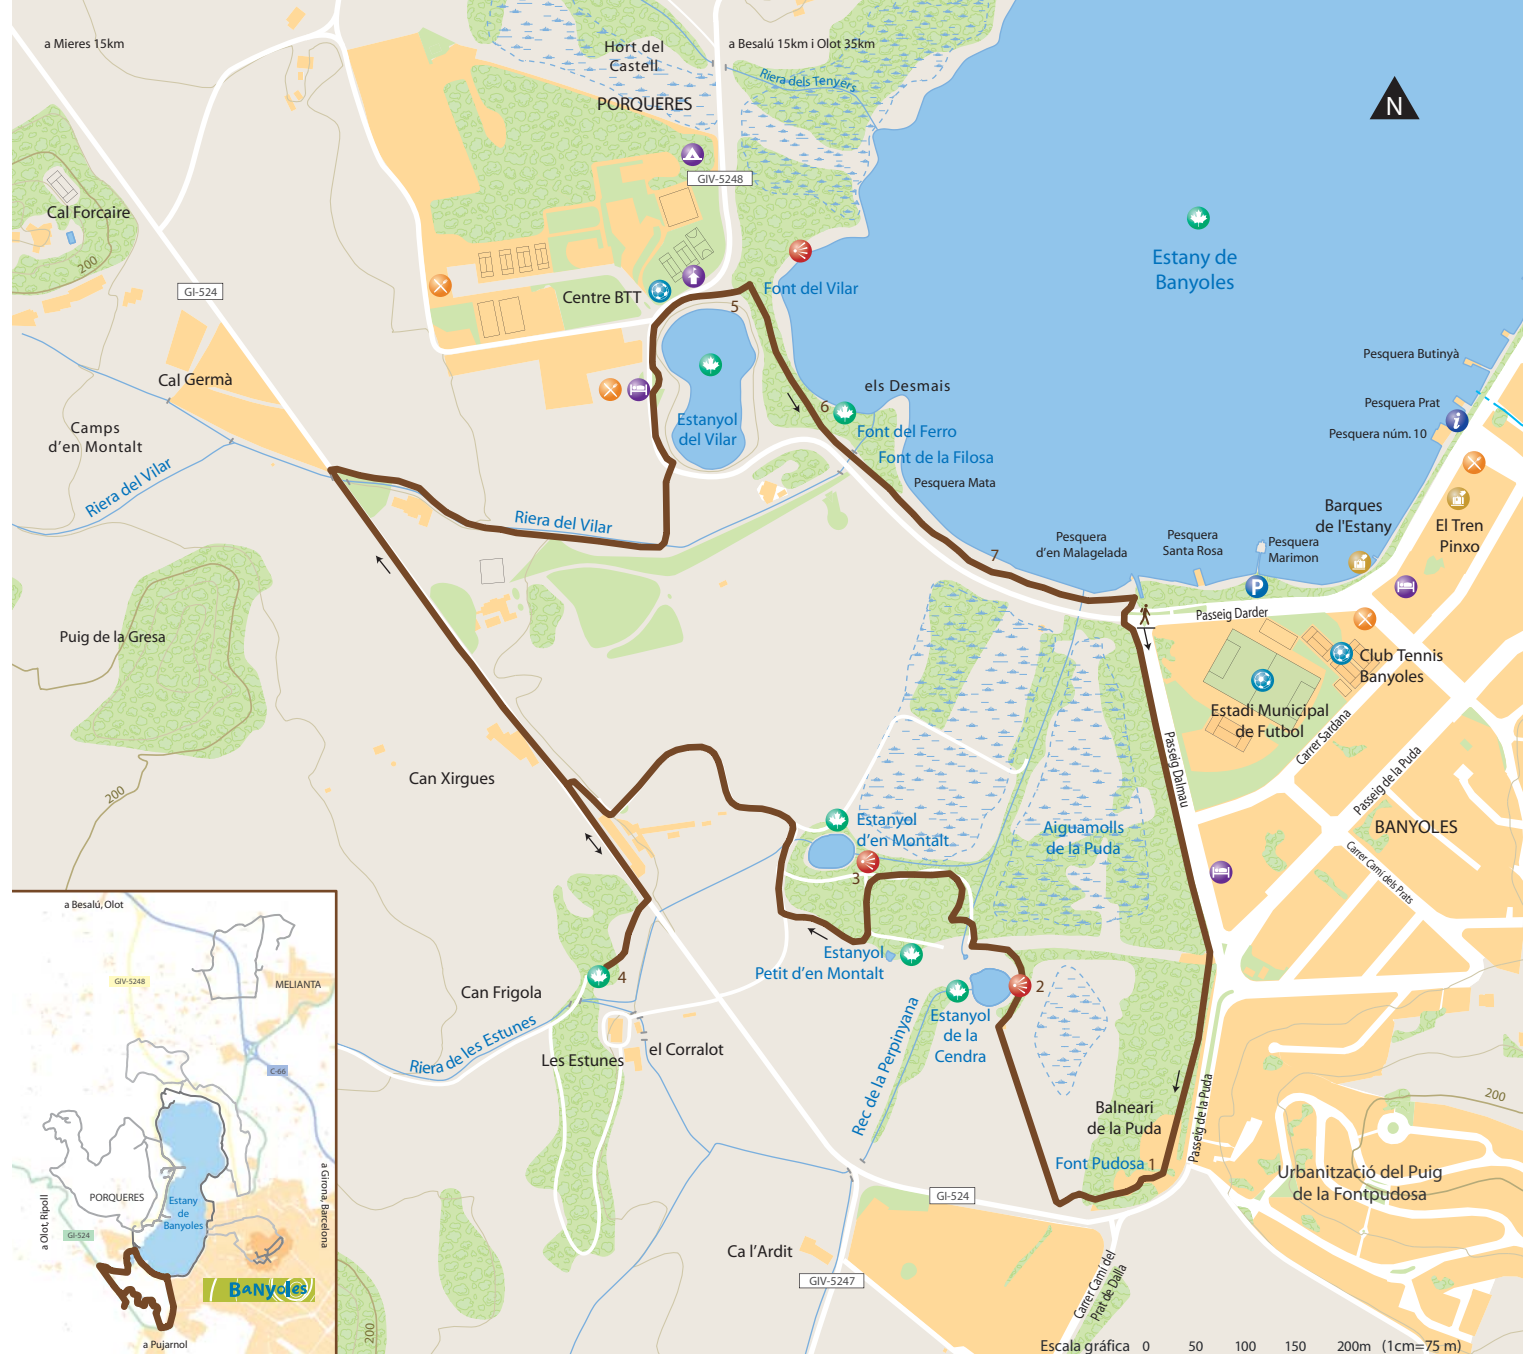 a Mieres 15km
Hort del
Castell
a Besalú 15km i Olot 35km
Riera dels Tenyers
PORQUERES
N
GIV-5248
Cal Forcaire
200
Estany de
Banyoles
GI-524
Centre BTT
Font del Vilar
5
Pesquera Butinyà
Cal Germà
els Desmais
6
Pesquera Prat
i
Estanyol
del Vilar
Font del Ferro
Pesquera núm. 10
Camps
d'en Montalt
Font de la Filosa
Riera del Vilar
Pesquera Mata
Barques
de l'Estany
El Tren
Pinxo
Riera del Vilar
Pesquera
d'en Malagelada
Pesquera
Santa Rosa
Pesquera
Marimon
7
P
Passeig Darder
Puig de la Gresa
Club Tennis
Banyoles
Estadi Municipal
de Futbol
Carrer Sardana
Passeig Dalmau
Passeig de la Puda
Can Xirgues
200
Estanyol
d'en Montalt
Aiguamolls
de la Puda
BANYOLES
Carrer Camí dels Prats
3
Estanyol
Petit d'en Montalt
4
2
Can Frigola
Rec de la Perpinyana
Estanyol
de la
Cendra
Riera de les Estunes
Les Estunes
el Corralot
Balneari
de la Puda
Passeig de la Puda
200
Font Pudosa
1
Urbanització del Puig
de la Fontpudosa
GI-524
Ca l'Ardit
GIV-5247
Carrer Camí del
Prat de Dalla
200
Escala gráfica 0 50 100 150 200m (1cm=75 m)
a Besalú, Olot
GIV-5248
MELIANTA
C-66
a Olot, Ripoll
PORQUERES
Estany
de
Banyoles
a Girona, Barcelona
GI-524
Banyoles
a Pujarnol